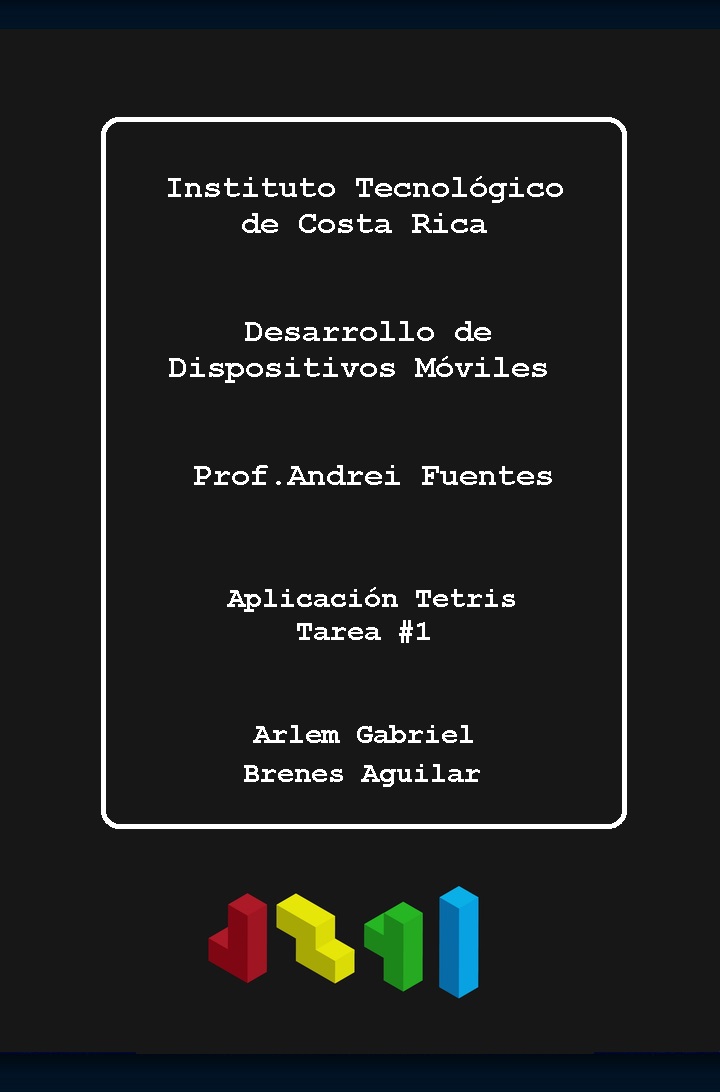 Instituto Tecnológico
de Costa Rica
Desarrollo de
Dispositivos Móviles
Prof.Andrei Fuentes
Aplicación Tetris
Tarea #1
Arlem Gabriel
Brenes Aguilar